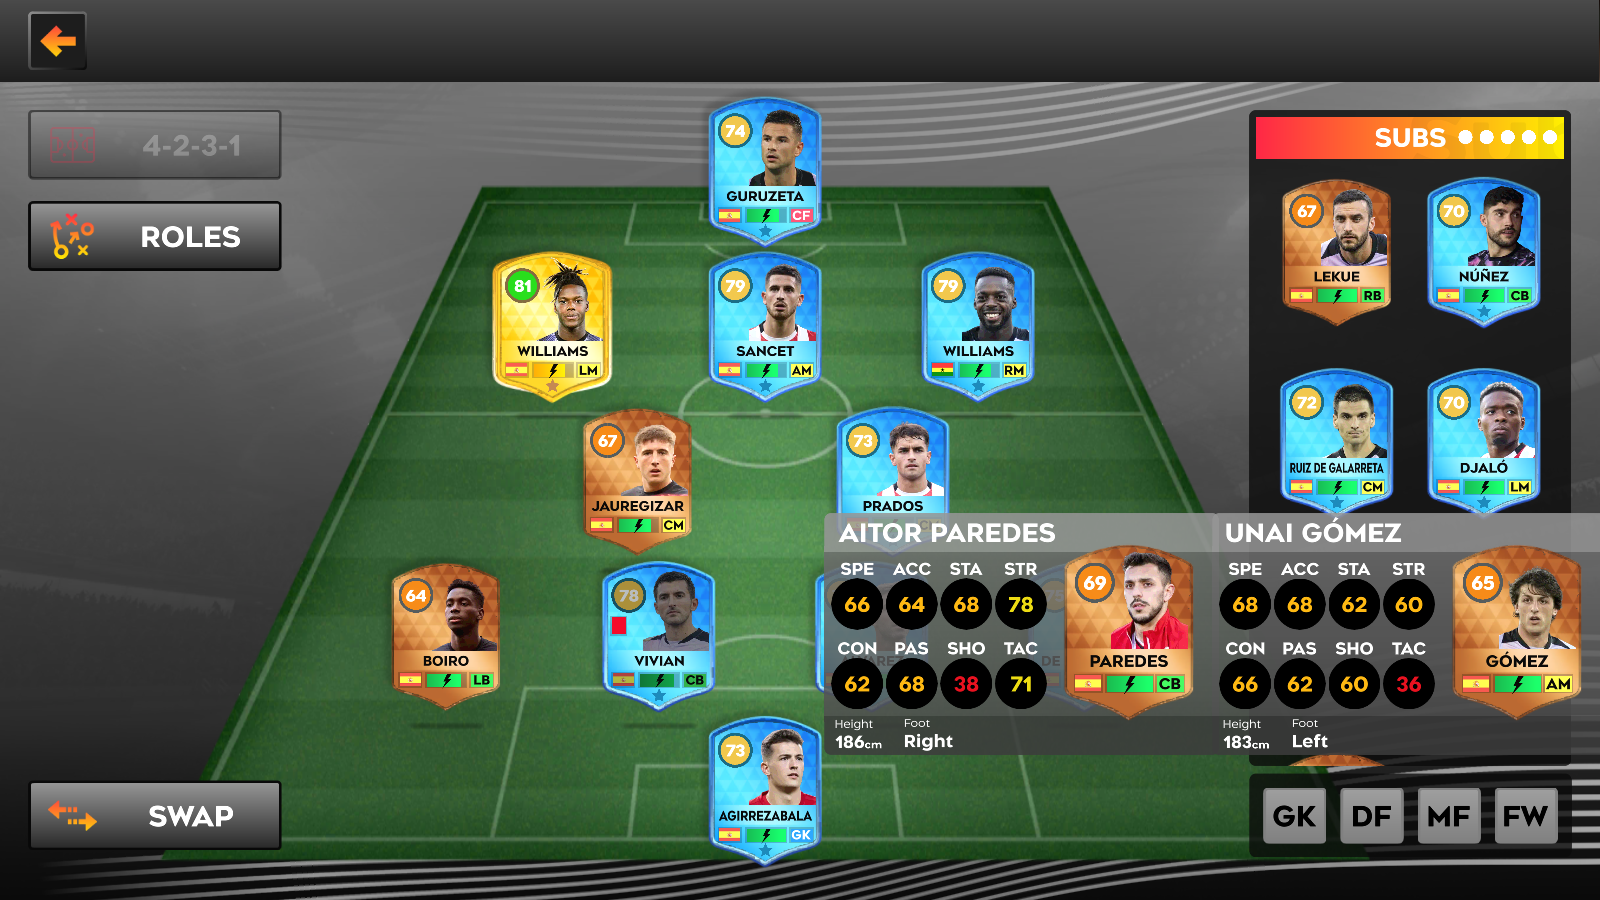 4-2-3-1
ROLES
SWAP
74
GURUZETA
CF
81
WILLIAMS
LM
79
SANCET
AM
79
WILLIAMS
RM
67
JAUREGIZAR
CM
73
PRADOS
64
BOIRO
LB
78
VIVIAN
CB
75
DE
73
AGIRREZABALA
GK
SUBS
67
LEKUE
RB
70
NÚÑEZ
CB
72
RUIZ DE GALARRETA
CM
70
DJALÓ
LM
AITOR PAREDES
SPE ACC STA STR
66 64 68 78
CON PAS SHO TAC
62 68 38 71
Height Foot
186cm Right
69
PAREDES
CB
UNAI GÓMEZ
SPE ACC STA STR
68 68 62 60
CON PAS SHO TAC
66 62 60 36
Height Foot
183cm Left
65
GÓMEZ
AM
GK DF MF FW